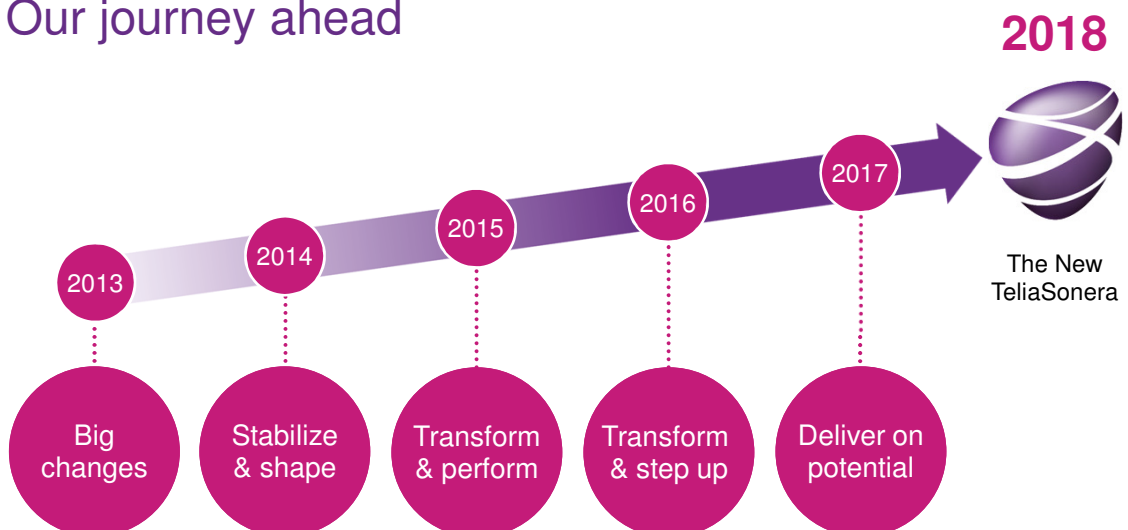 Our journey ahead
2018
2013
2014
2015
2016
2017
The New
TeliaSonera
Big
changes
Stabilize
& shape
Transform
& perform
Transform
& step up
Deliver on
potential